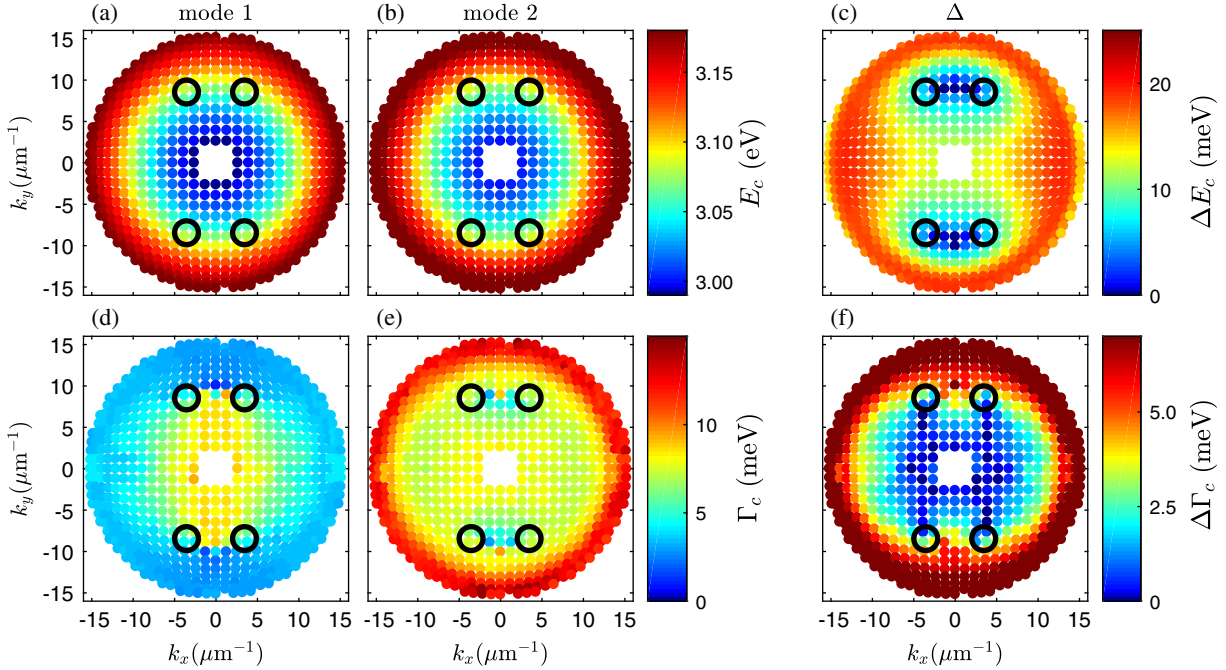 (a) mode 1 (b) mode 2 (c) Δ
15 3.15 20
10
5 3.10
0 10
-5 3.05
-10
-15 3.00 0
k_y(μm⁻¹) E_c (eV) ΔE_c (meV)
(d) (e) (f)
15
10 10 5.0
5
0 5 2.5
-5
-10
-15 0 0
k_y(μm⁻¹) Γ_c (meV) ΔΓ_c (meV)
-15 -10 -5 0 5 10 15 -15 -10 -5 0 5 10 15 -15 -10 -5 0 5 10 15
k_x(μm⁻¹) k_x(μm⁻¹) k_x(μm⁻¹)